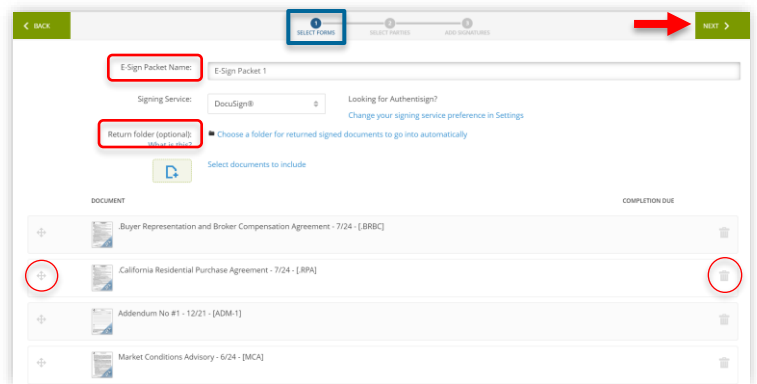 BACK
1
2
3
SELECT FORMS
SELECT PARTIES
ADD SIGNATURES
NEXT
E-Sign Packet Name:
E-Sign Packet 1
Signing Service:
DocuSign®
Looking for Authentisign?
Change your signing service preference in Settings
Return folder (optional):
What is this?
Choose a folder for returned signed documents to go into automatically
Select documents to include
DOCUMENT
COMPLETION DUE
.Buyer Representation and Broker Compensation Agreement - 7/24 - [.BRBC]
.California Residential Purchase Agreement - 7/24 - [.RPA]
Addendum No #1 - 12/21 - [ADM-1]
Market Conditions Advisory - 6/24 - [MCA]